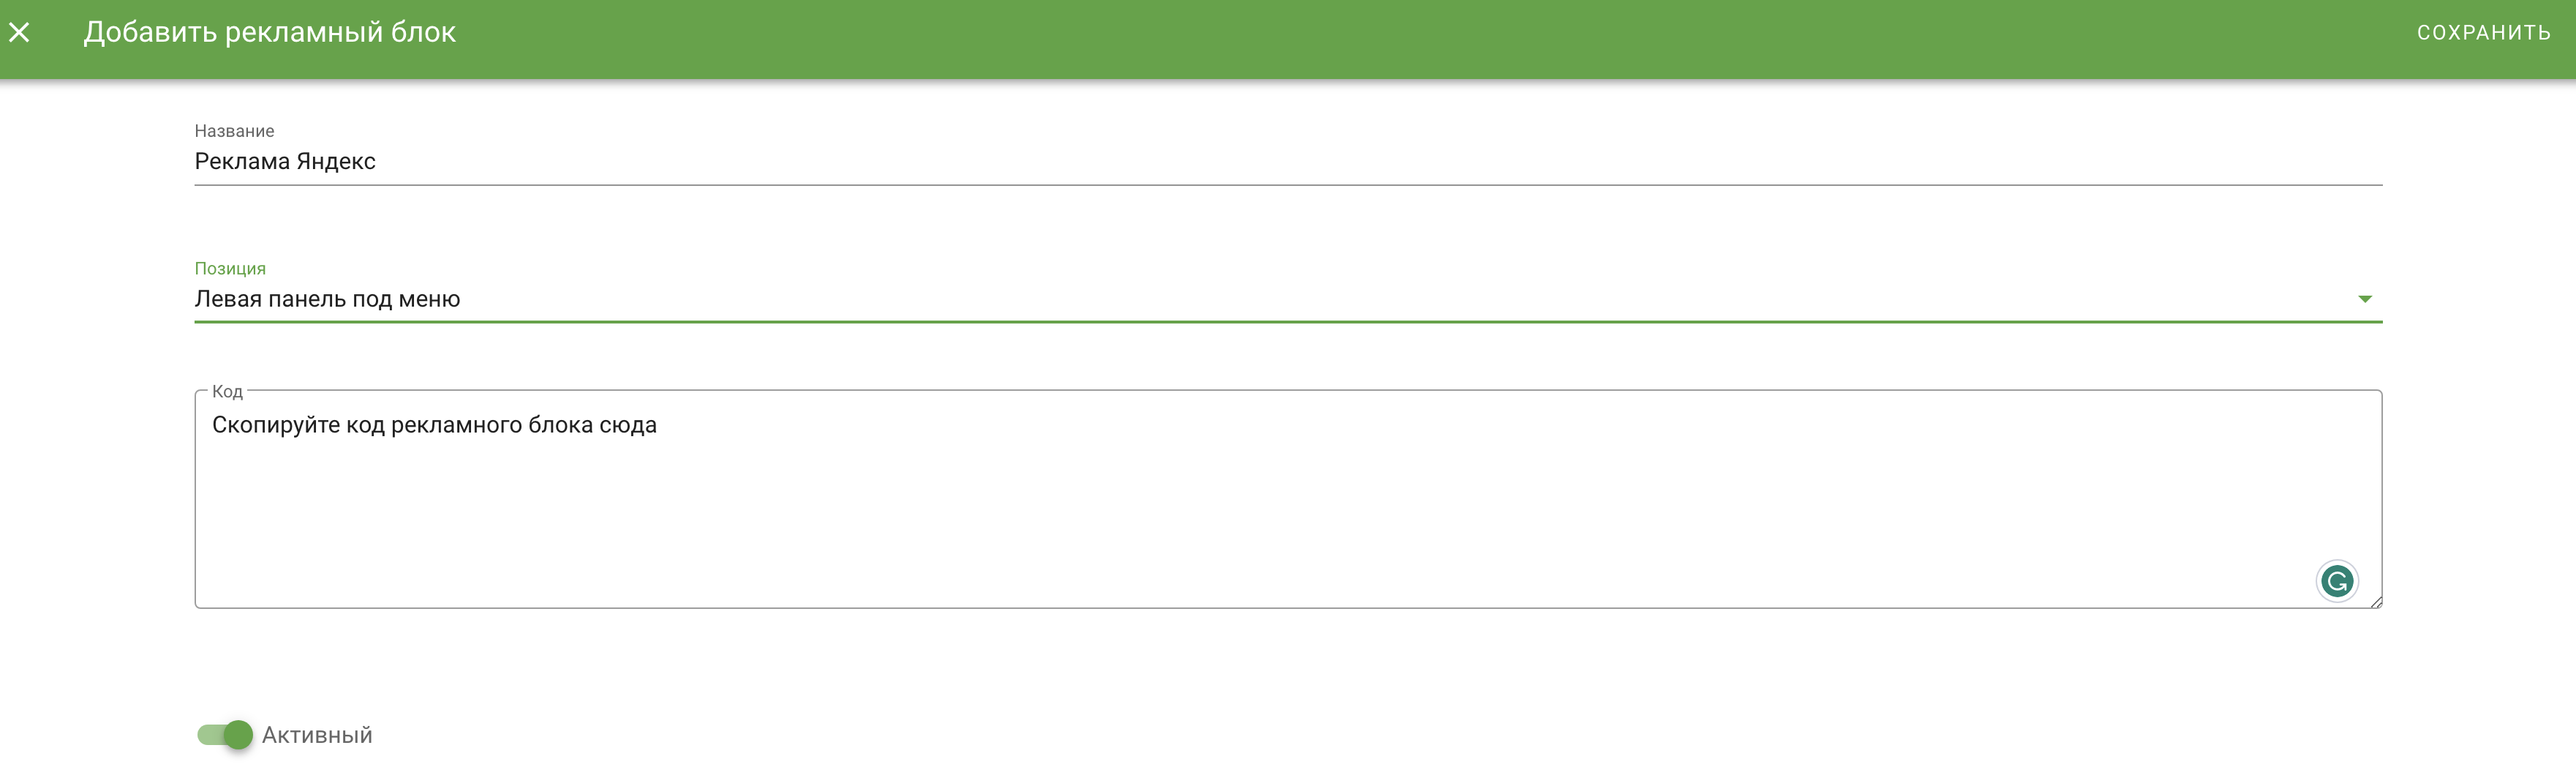 Добавить рекламный блок
СОХРАНИТЬ
Название
Реклама Яндекс
Позиция
Левая панель под меню
Код
Скопируйте код рекламного блока сюда
Активный